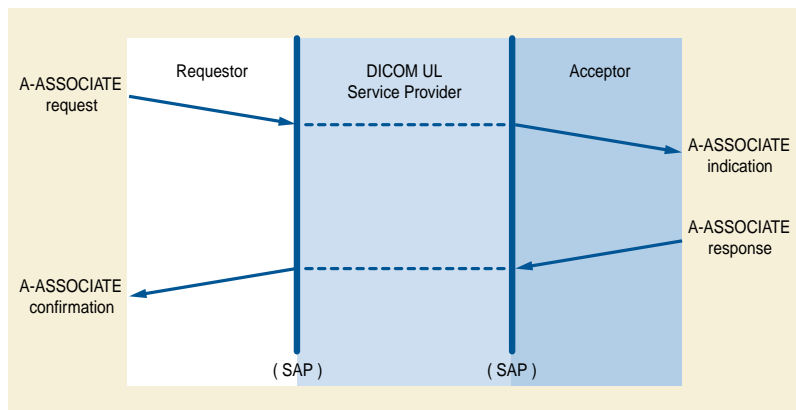 Requestor
DICOM UL
Service Provider
Acceptor
A-ASSOCIATE
request
A-ASSOCIATE
indication
A-ASSOCIATE
response
A-ASSOCIATE
confirmation
( SAP )
( SAP )